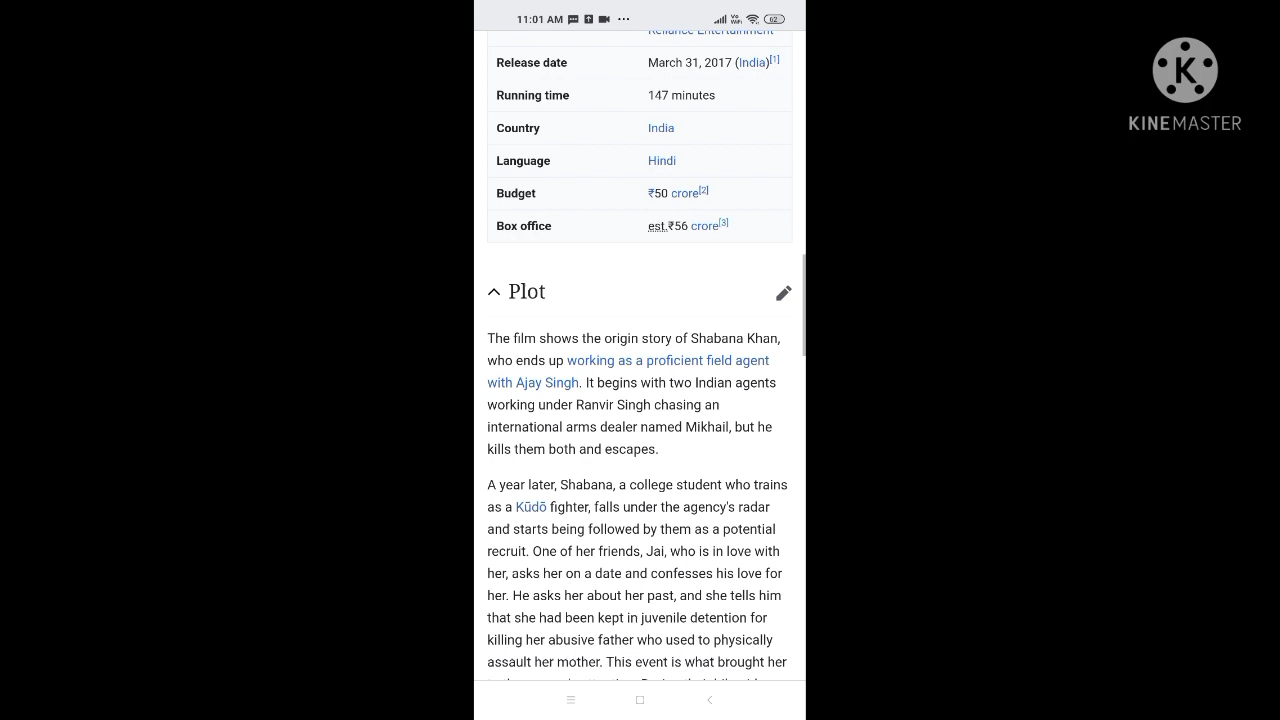 11:01 AM
Vo
WiFi
62
Reliance Entertainment
Release date March 31, 2017 (India)[1]
Running time 147 minutes
Country India
Language Hindi
Budget ₹50 crore[2]
Box office est.₹56 crore[3]
Plot
The film shows the origin story of Shabana Khan,
who ends up working as a proficient field agent
with Ajay Singh. It begins with two Indian agents
working under Ranvir Singh chasing an
international arms dealer named Mikhail, but he
kills them both and escapes.
A year later, Shabana, a college student who trains
as a Kūdō fighter, falls under the agency's radar
and starts being followed by them as a potential
recruit. One of her friends, Jai, who is in love with
her, asks her on a date and confesses his love for
her. He asks her about her past, and she tells him
that she had been kept in juvenile detention for
killing her abusive father who used to physically
assault her mother. This event is what brought her
K
KINEMASTER